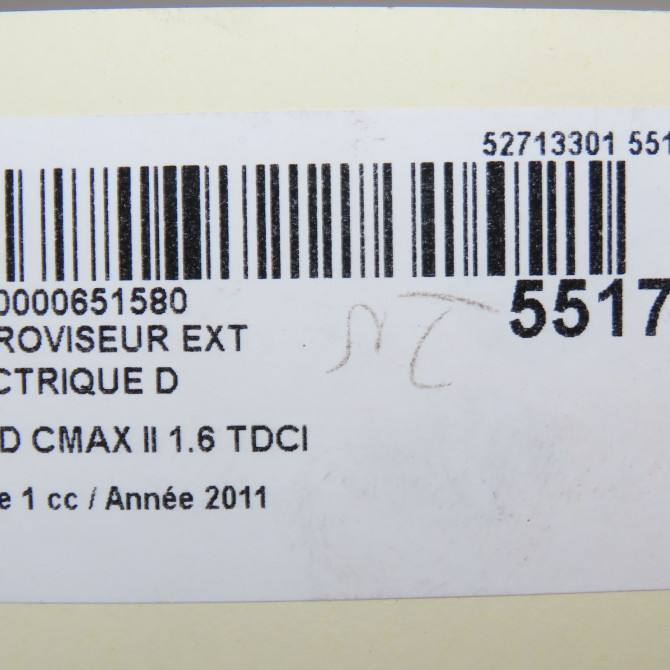 52713301 551
0000651580
5517
ROVISEUR EXT
CTRIQUE D
D CMAX II 1.6 TDCI
e 1 cc / Année 2011